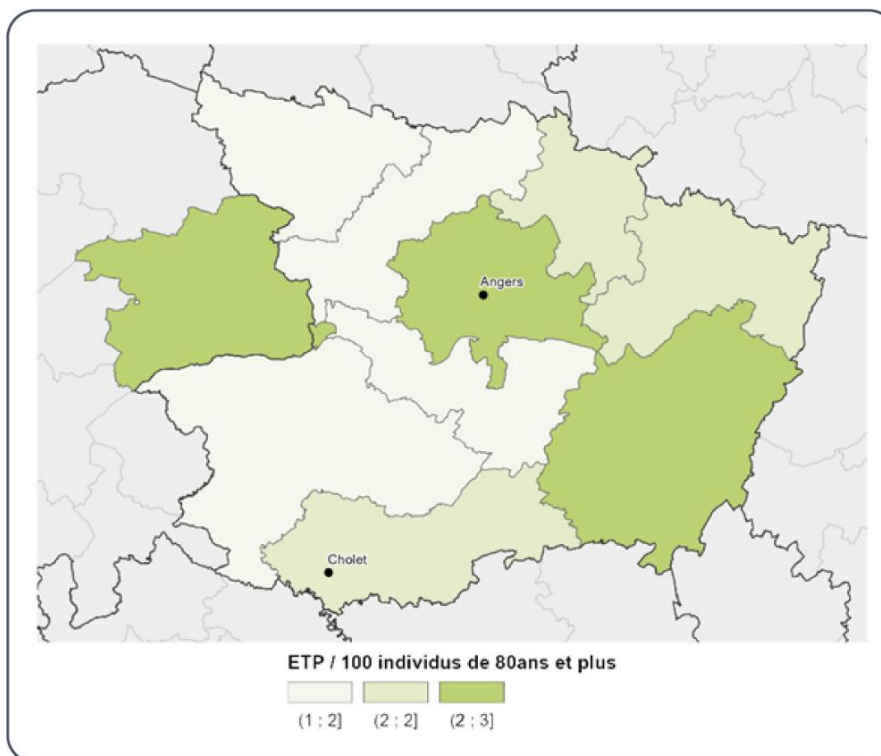 Angers
Cholet
ETP / 100 individus de 80ans et plus
(1 ; 2]
(2 ; 2]
(2 ; 3]